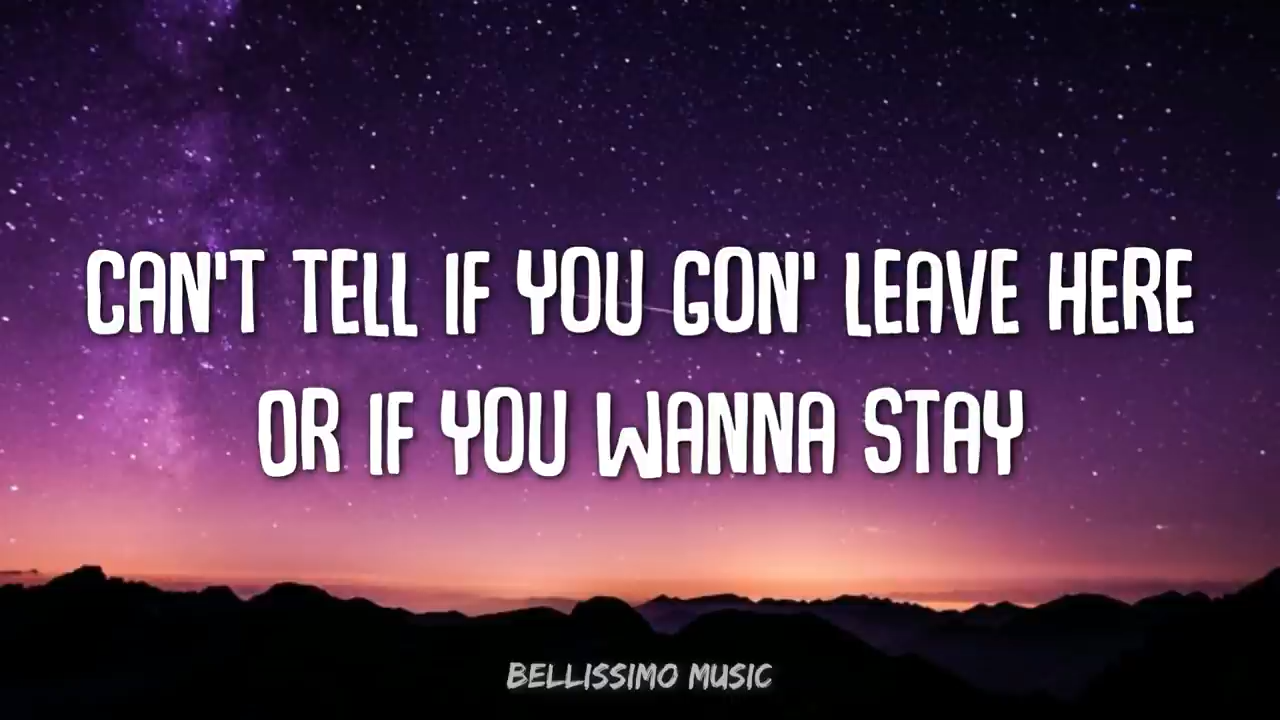 CAN'T TELL IF YOU GON' LEAVE HERE
OR IF YOU WANNA STAY
BELLISSIMO MUSIC